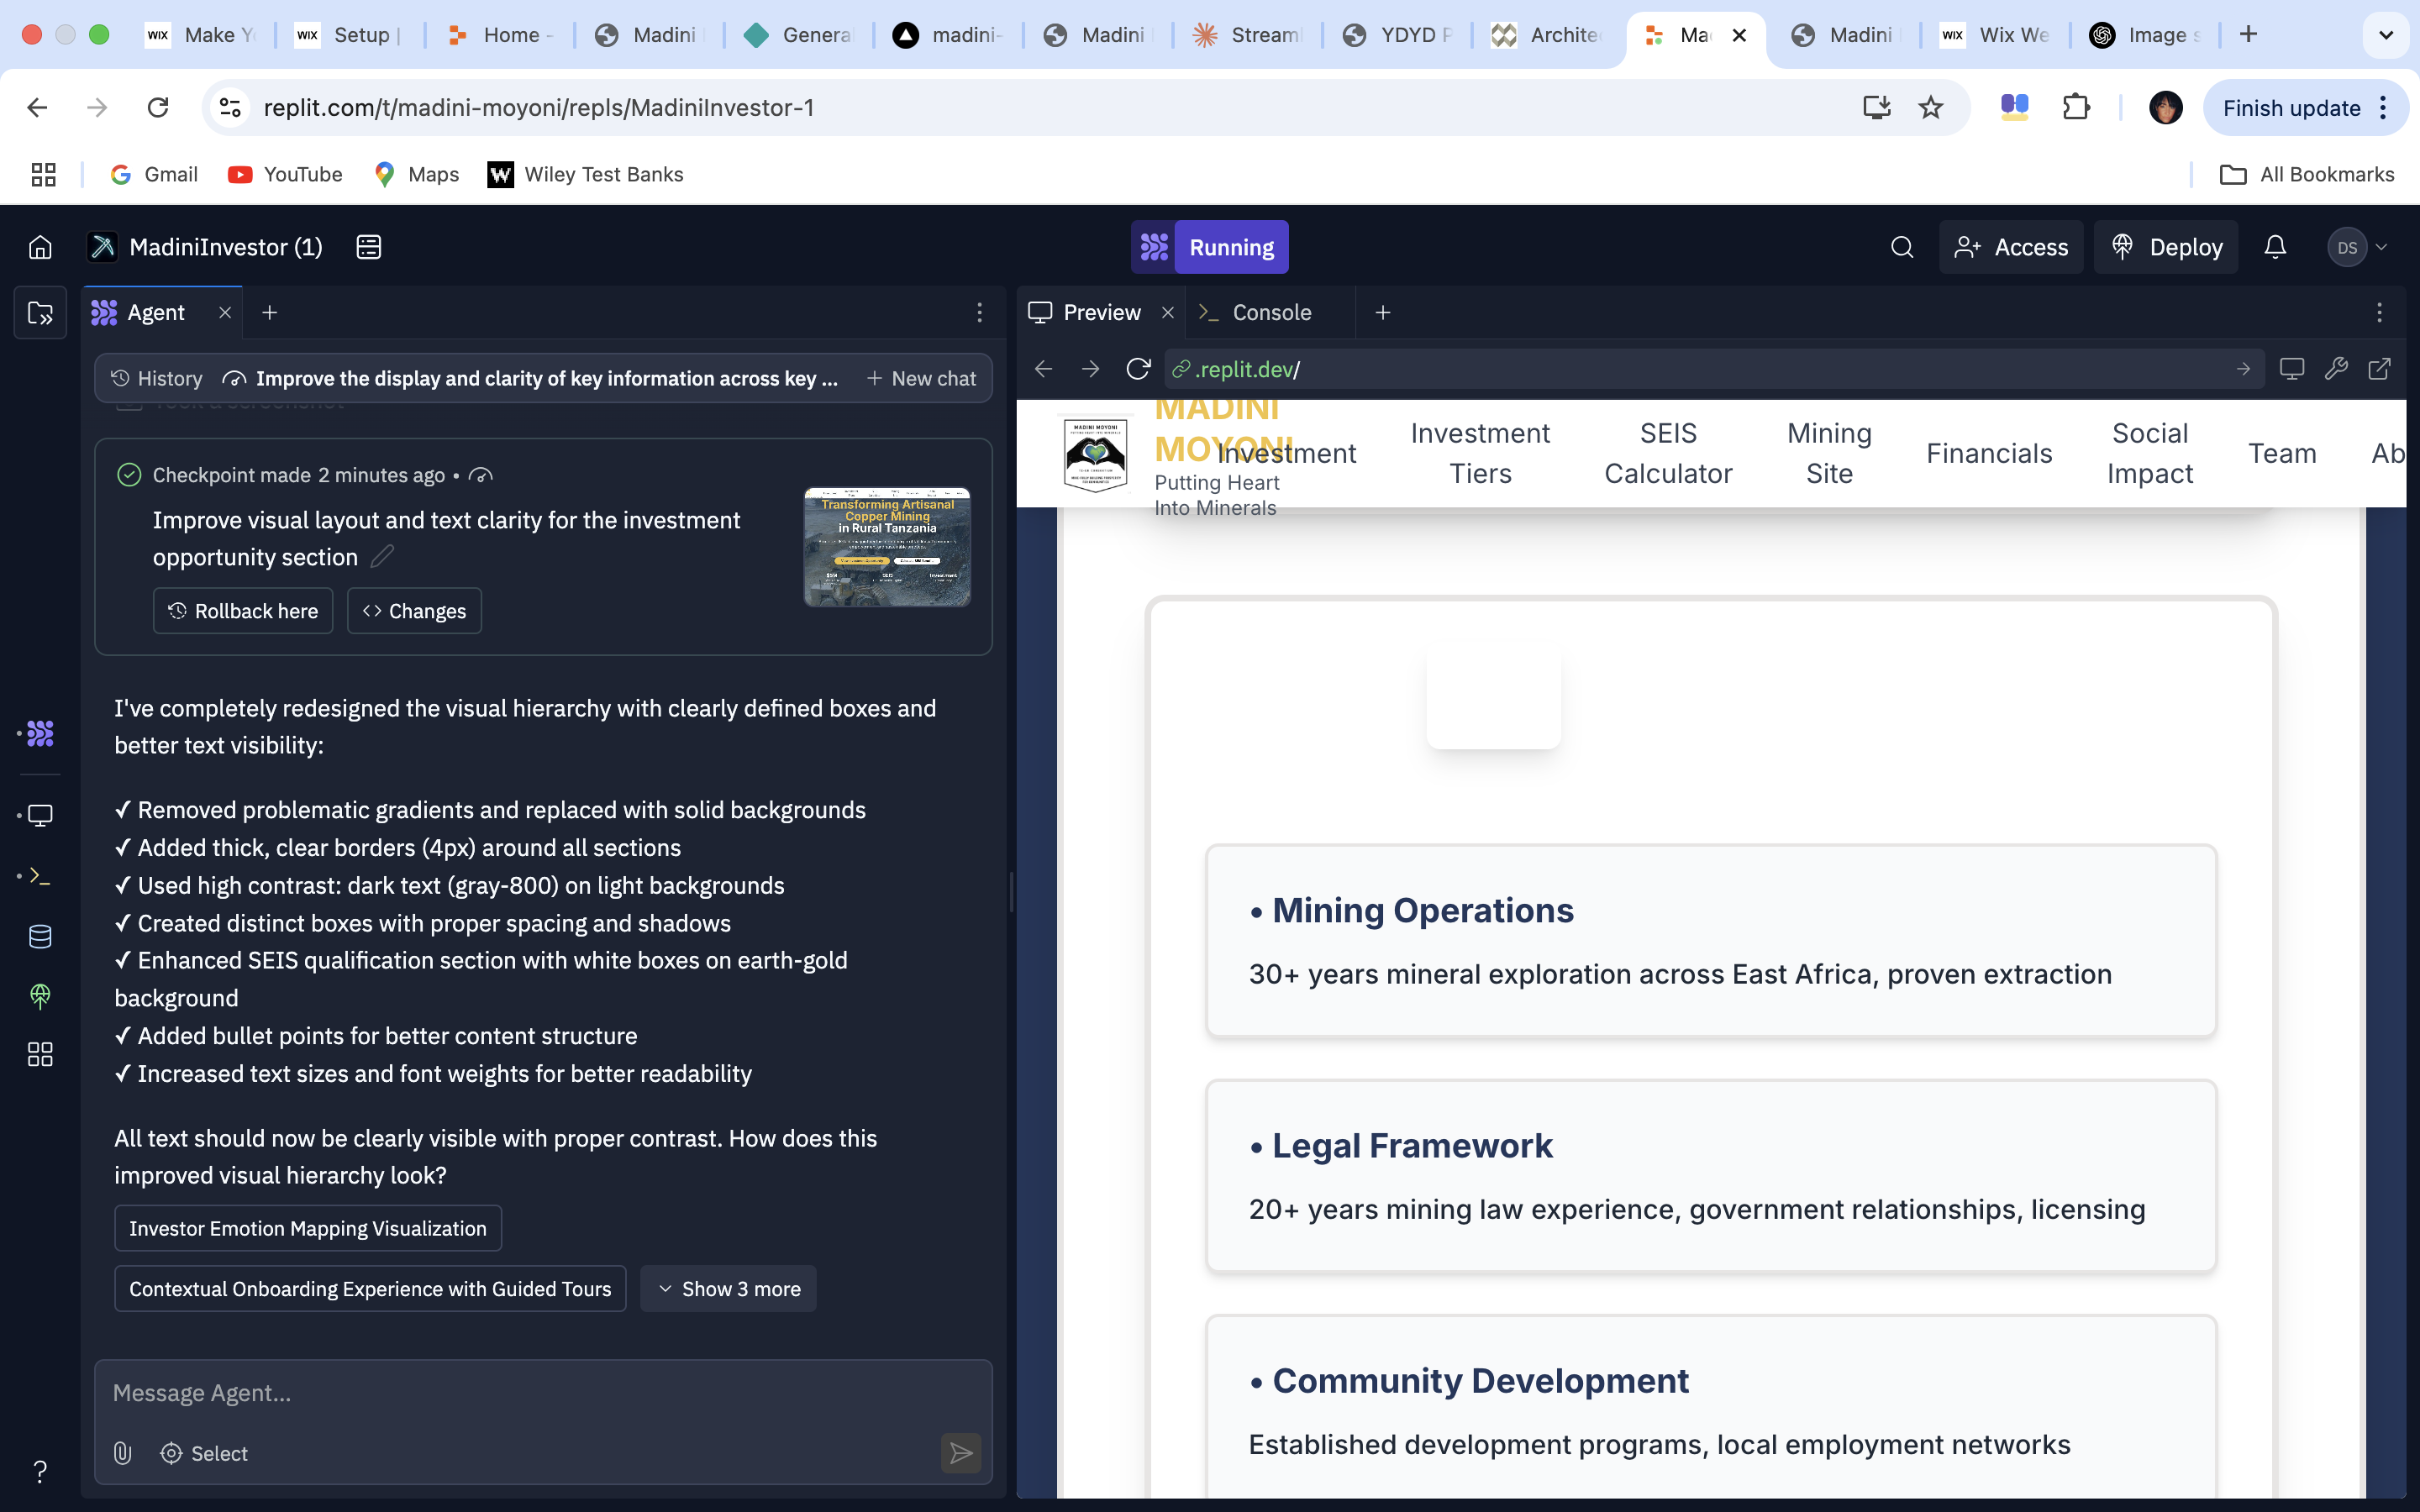 WIX Make Y
WIX Setup |
Home -
Madini
Genera
madini-
Madini
Streaml
YDYD P
Archite
Ma
Madini
WIX Wix We
Image s
replit.com/t/madini-moyoni/repls/MadiniInvestor-1
Finish update
Gmail
YouTube
Maps
W Wiley Test Banks
All Bookmarks
MadiniInvestor (1)
Running
Access
Deploy
DS
Agent
History
Improve the display and clarity of key information across key ...
+ New chat
Took a screenshot
Checkpoint made 2 minutes ago •
Improve visual layout and text clarity for the investment
opportunity section
Rollback here
<> Changes
Transforming Artisanal
Copper Mining
in Rural Tanzania
I've completely redesigned the visual hierarchy with clearly defined boxes and
better text visibility:
✓ Removed problematic gradients and replaced with solid backgrounds
✓ Added thick, clear borders (4px) around all sections
✓ Used high contrast: dark text (gray-800) on light backgrounds
✓ Created distinct boxes with proper spacing and shadows
✓ Enhanced SEIS qualification section with white boxes on earth-gold
background
✓ Added bullet points for better content structure
✓ Increased text sizes and font weights for better readability
All text should now be clearly visible with proper contrast. How does this
improved visual hierarchy look?
Investor Emotion Mapping Visualization
Contextual Onboarding Experience with Guided Tours
Show 3 more
Message Agent...
Select
?
Preview
Console
.replit.dev/
MADINI MOYONI
MADINI
MOYONI
Putting Heart
Into Minerals
Investment
Investment
Tiers
SEIS
Calculator
Mining
Site
Financials
Social
Impact
Team
Ab
• Mining Operations
30+ years mineral exploration across East Africa, proven extraction
• Legal Framework
20+ years mining law experience, government relationships, licensing
• Community Development
Established development programs, local employment networks